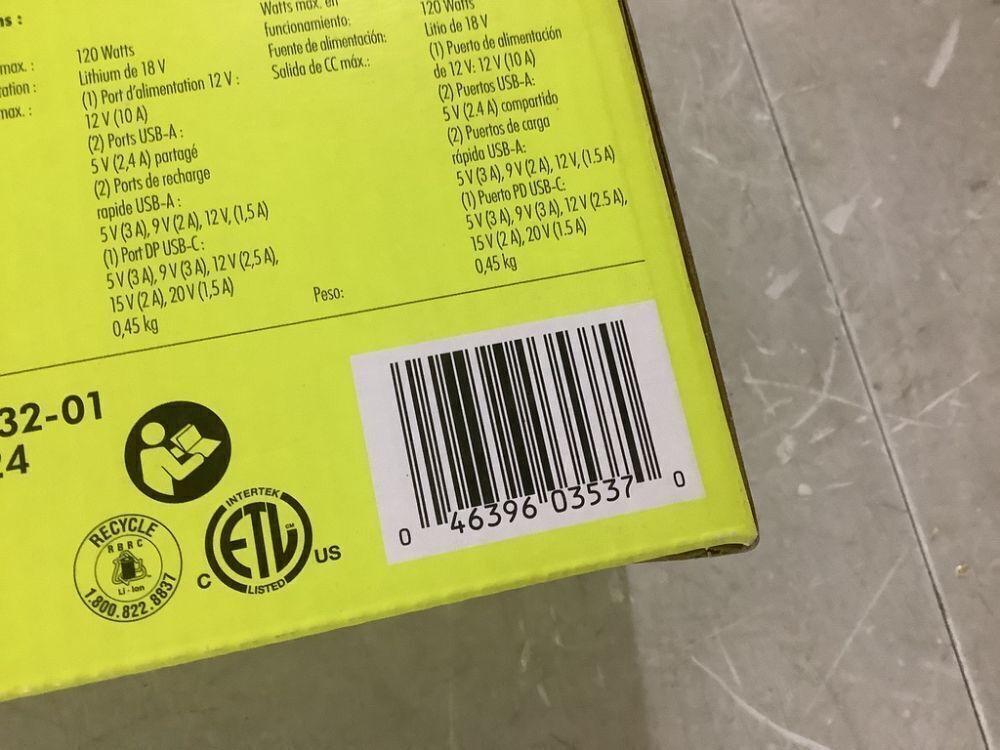 ns :
max. :
tation :
max. :
120 Watts
Lithium de 18 V
(1) Port d'alimentation 12 V :
12 V (10 A)
(2) Ports USB-A :
5 V (2,4 A) partagé
(2) Ports de recharge
rapide USB-A :
5 V (3 A), 9 V (2 A), 12 V, (1,5 A)
(1) Port DP USB-C :
5 V (3 A), 9 V (3 A), 12 V (2,5 A),
15 V (2 A), 20 V (1,5 A)
0,45 kg
Watts máx. en
funcionamiento:
Fuente de alimentación:
Salida de CC máx.:
Peso:
120 Watts
Litio de 18 V
(1) Puerto de alimentación
de 12 V: 12 V (10 A)
(2) Puertos USB-A:
5 V (2.4 A) compartido
(2) Puertos de carga
rápida USB-A:
5 V (3 A), 9 V (2 A), 12 V, (1.5 A)
(1) Puerto PD USB-C:
5 V (3 A), 9 V (3 A), 12 V (2.5 A),
15 V (2 A), 20 V (1.5 A)
0,45 kg
32-01
24
RECYCLE
RBRC
Li-Ion
1.800.822.8837
INTERTEK
ETL
CM
LISTED
C US
0 46396 03537 0